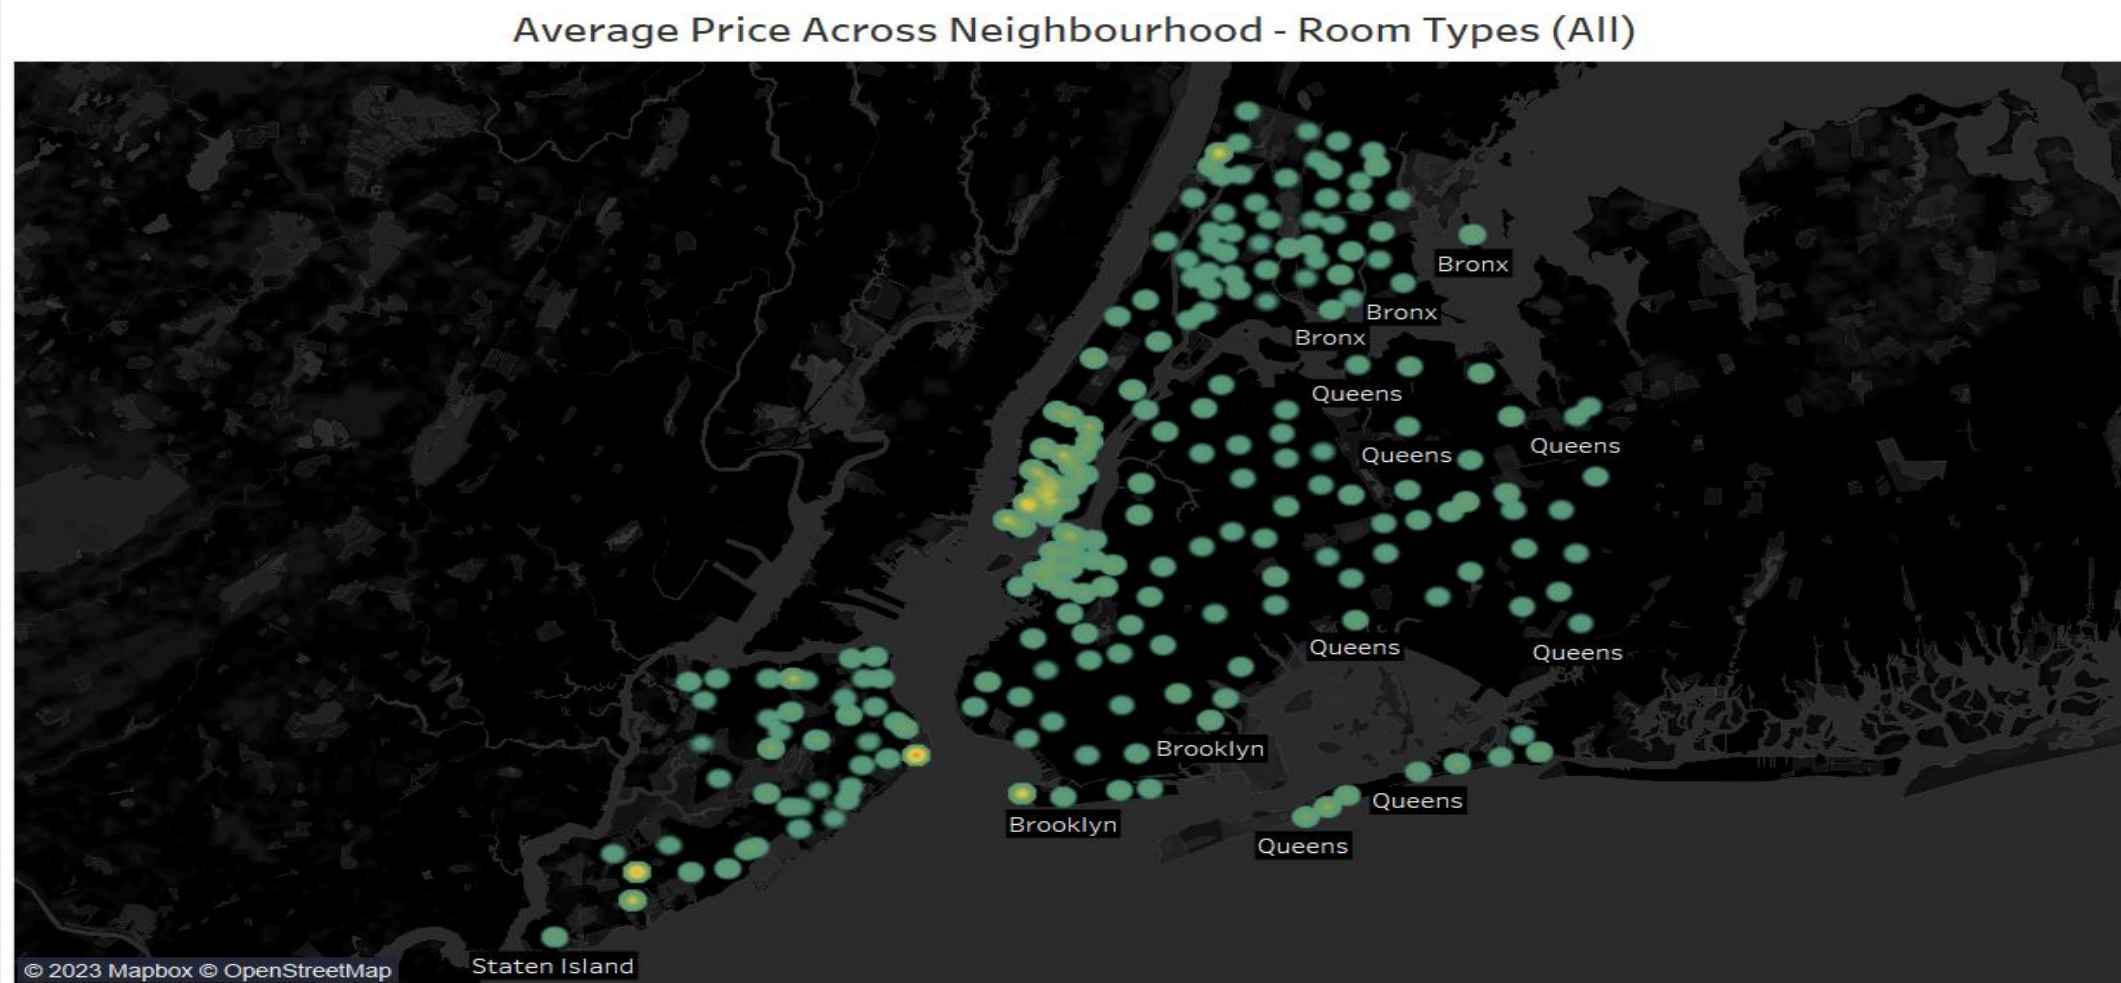 Average Price Across Neighbourhood - Room Types (All)
Bronx
Bronx
Bronx
Queens
Queens
Queens
Queens
Queens
Brooklyn
Queens
Brooklyn
Queens
Staten Island
© 2023 Mapbox © OpenStreetMap